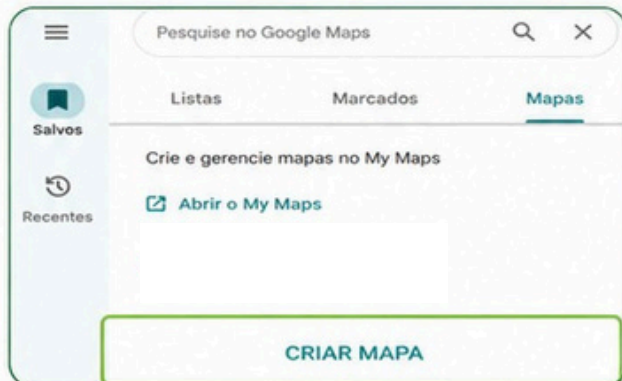 Pesquise no Google Maps
Salvos
Recentes
Listas Marcados Mapas
Crie e gerencie mapas no My Maps
Abrir o My Maps
CRIAR MAPA